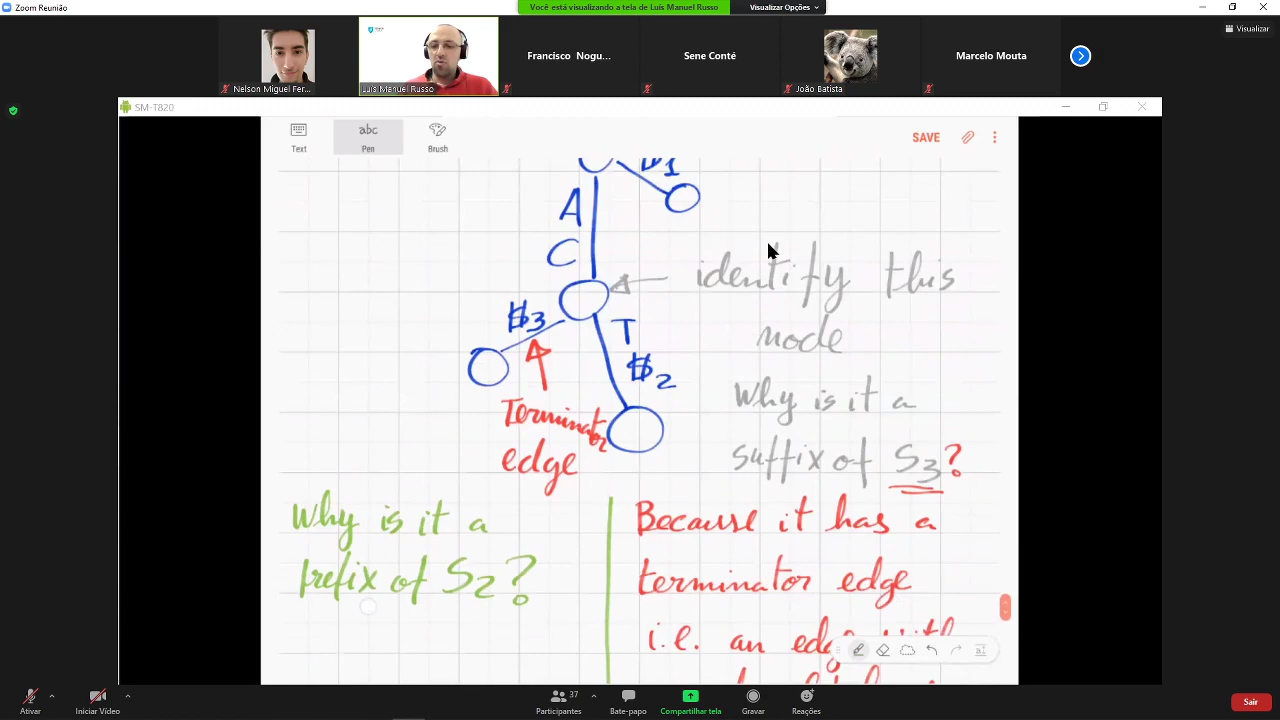 Zoom Reunião
Você está visualizando a tela de Luís Manuel Russo
Visualizar Opções
Visualizar
Nelson Miguel Fer...
Luís Manuel Russo
Francisco Nogu...
Sene Conté
João Batista
Marcelo Mouta
SM-T820
Text
abc
Pen
Brush
SAVE
$1
A
C
identify this
node
$3
T
$2
Why is it a
suffix of S3?
Terminator
edge
Why is it a
prefix of S2?
Because it has a
terminator edge
i.e. an edge with
Ativar
Iniciar Vídeo
37
Participantes
Bate-papo
Compartilhar tela
Gravar
Reações
Sair